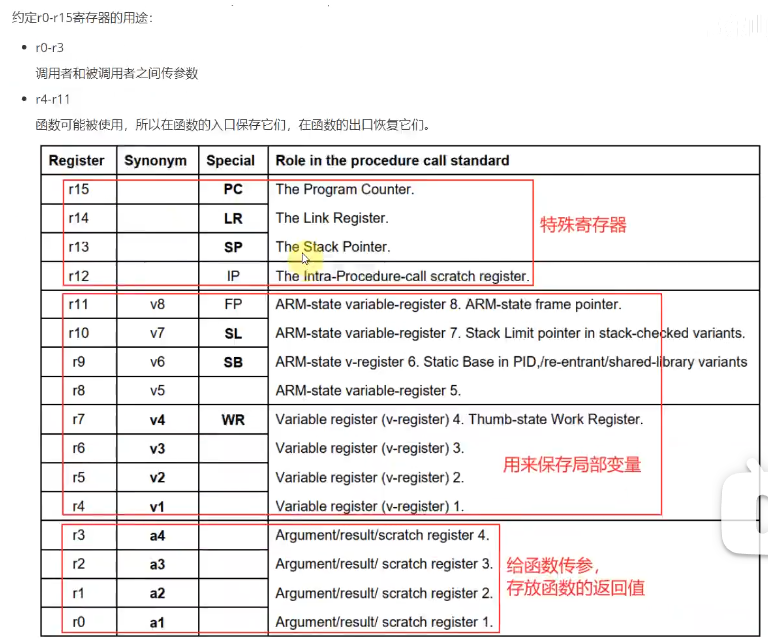 约定r0-r15寄存器的用途：
r0-r3
调用者和被调用者之间传参数
r4-r11
函数可能被使用，所以在函数的入口保存它们，在函数的出口恢复它们。
Register Synonym Special Role in the procedure call standard
r15 PC The Program Counter.
r14 LR The Link Register.
特殊寄存器
r13 SP The Stack Pointer.
r12 IP The Intra-Procedure-call scratch register.
r11 v8 FP ARM-state variable-register 8. ARM-state frame pointer.
r10 v7 SL ARM-state variable-register 7. Stack Limit pointer in stack-checked variants.
r9 v6 SB ARM-state v-register 6. Static Base in PID,/re-entrant/shared-library variants
r8 v5 ARM-state variable-register 5.
r7 v4 WR Variable register (v-register) 4. Thumb-state Work Register.
r6 v3 Variable register (v-register) 3.
用来保存局部变量
r5 v2 Variable register (v-register) 2.
r4 v1 Variable register (v-register) 1.
r3 a4 Argument/result/scratch register 4.
r2 a3 Argument/result/ scratch register 3.
给函数传参，
存放函数的返回值
r1 a2 Argument/result/ scratch register 2.
r0 a1 Argument/result/ scratch register 1.